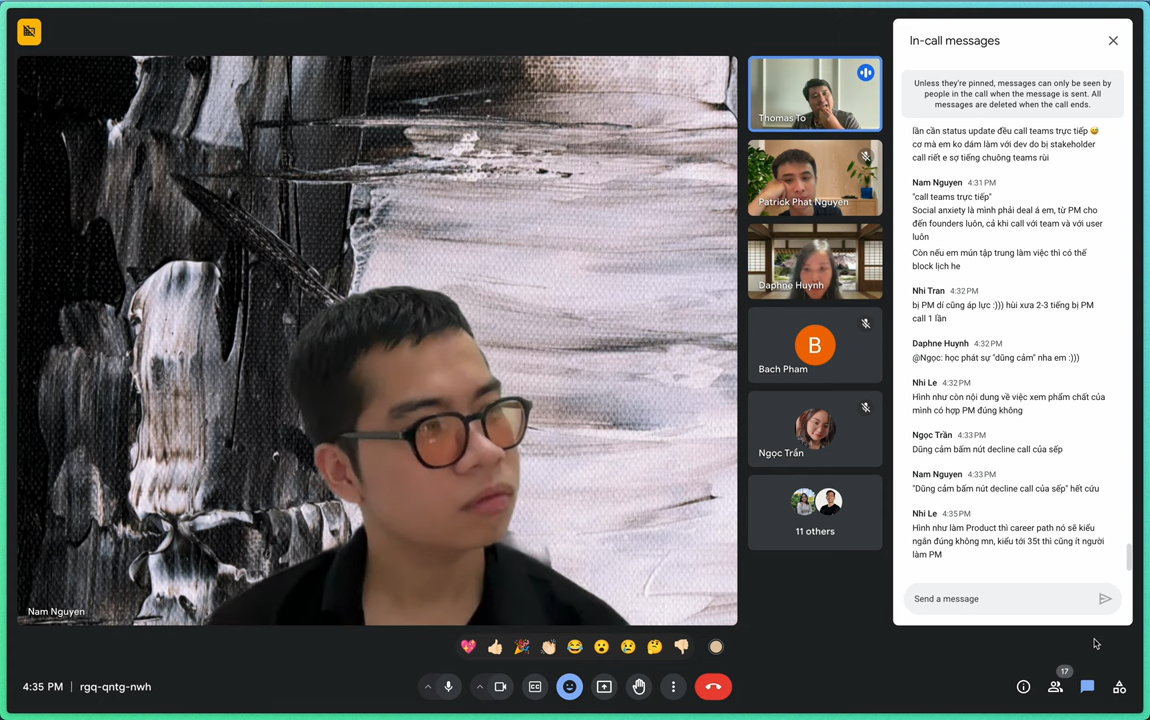 Nam Nguyen
Thomas To
Patrick Phat Nguyen
Daphne Huynh
B
Bach Pham
Ngọc Trần
11 others
In-call messages
Unless they're pinned, messages can only be seen by
people in the call when the message is sent. All
messages are deleted when the call ends.
lần cần status update đều call teams trực tiếp 😅
cơ mà em ko dám làm với dev do bị stakeholder
call riết e sợ tiếng chuông teams rùi
Nam Nguyen 4:31 PM
"call teams trực tiếp"
Social anxiety là mình phải deal á em, từ PM cho
đến founders luôn, cả khi call với team và với user
luôn
Còn nếu em mún tập trung làm việc thì có thể
block lịch he
Nhi Tran 4:32 PM
bị PM dí cũng áp lực :))) hùi xưa 2-3 tiếng bị PM
call 1 lần
Daphne Huynh 4:32 PM
@Ngọc: học phát sự "dũng cảm" nha em :)))
Nhi Le 4:32 PM
Hình như còn nội dung về việc xem phẩm chất của
mình có hợp PM đúng không
Ngọc Trần 4:33 PM
Dũng cảm bấm nút decline call của sếp
Nam Nguyen 4:33 PM
"Dũng cảm bấm nút decline call của sếp" hết cứu
Nhi Le 4:35 PM
Hình như làm Product thì career path nó sẽ kiểu
ngắn đúng không mn, kiểu tới 35t thì cũng ít người
làm PM
Send a message
4:35 PM | rgq-qntg-nwh
17